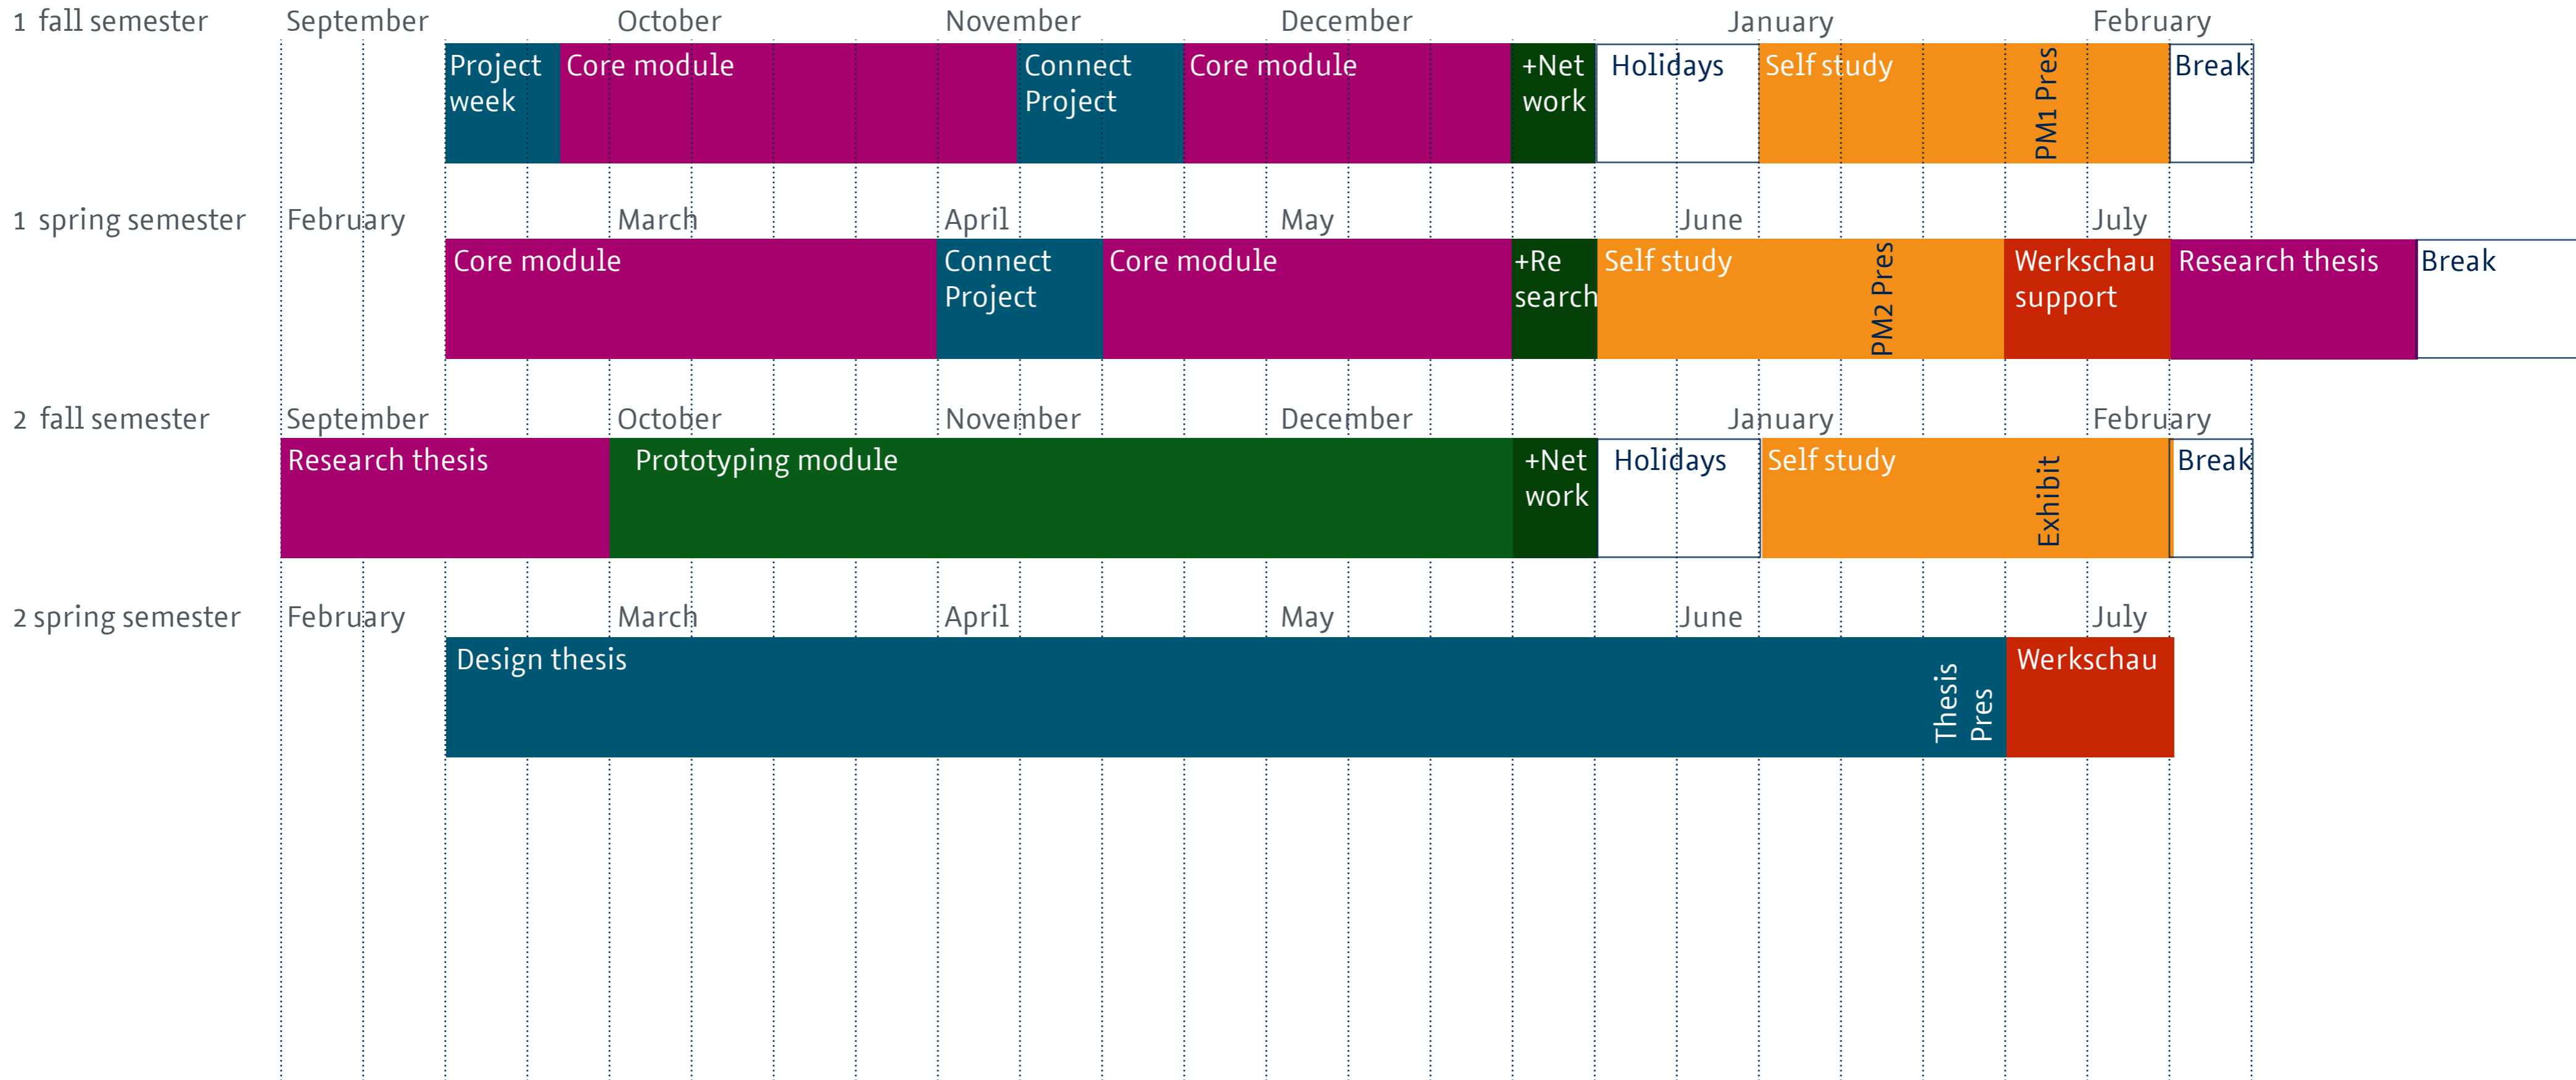 1 fall semester September October November December January February
Project week Core module Connect Project Core module +Net work Holidays Self study PM1 Pres Break
1 spring semester February March April May June July
Core module Connect Project Core module +Re search Self study PM2 Pres Werkschau support Research thesis Break
2 fall semester September October November December January February
Research thesis Prototyping module +Net work Holidays Self study Exhibit Break
2 spring semester February March April May June July
Design thesis Thesis Pres Werkschau